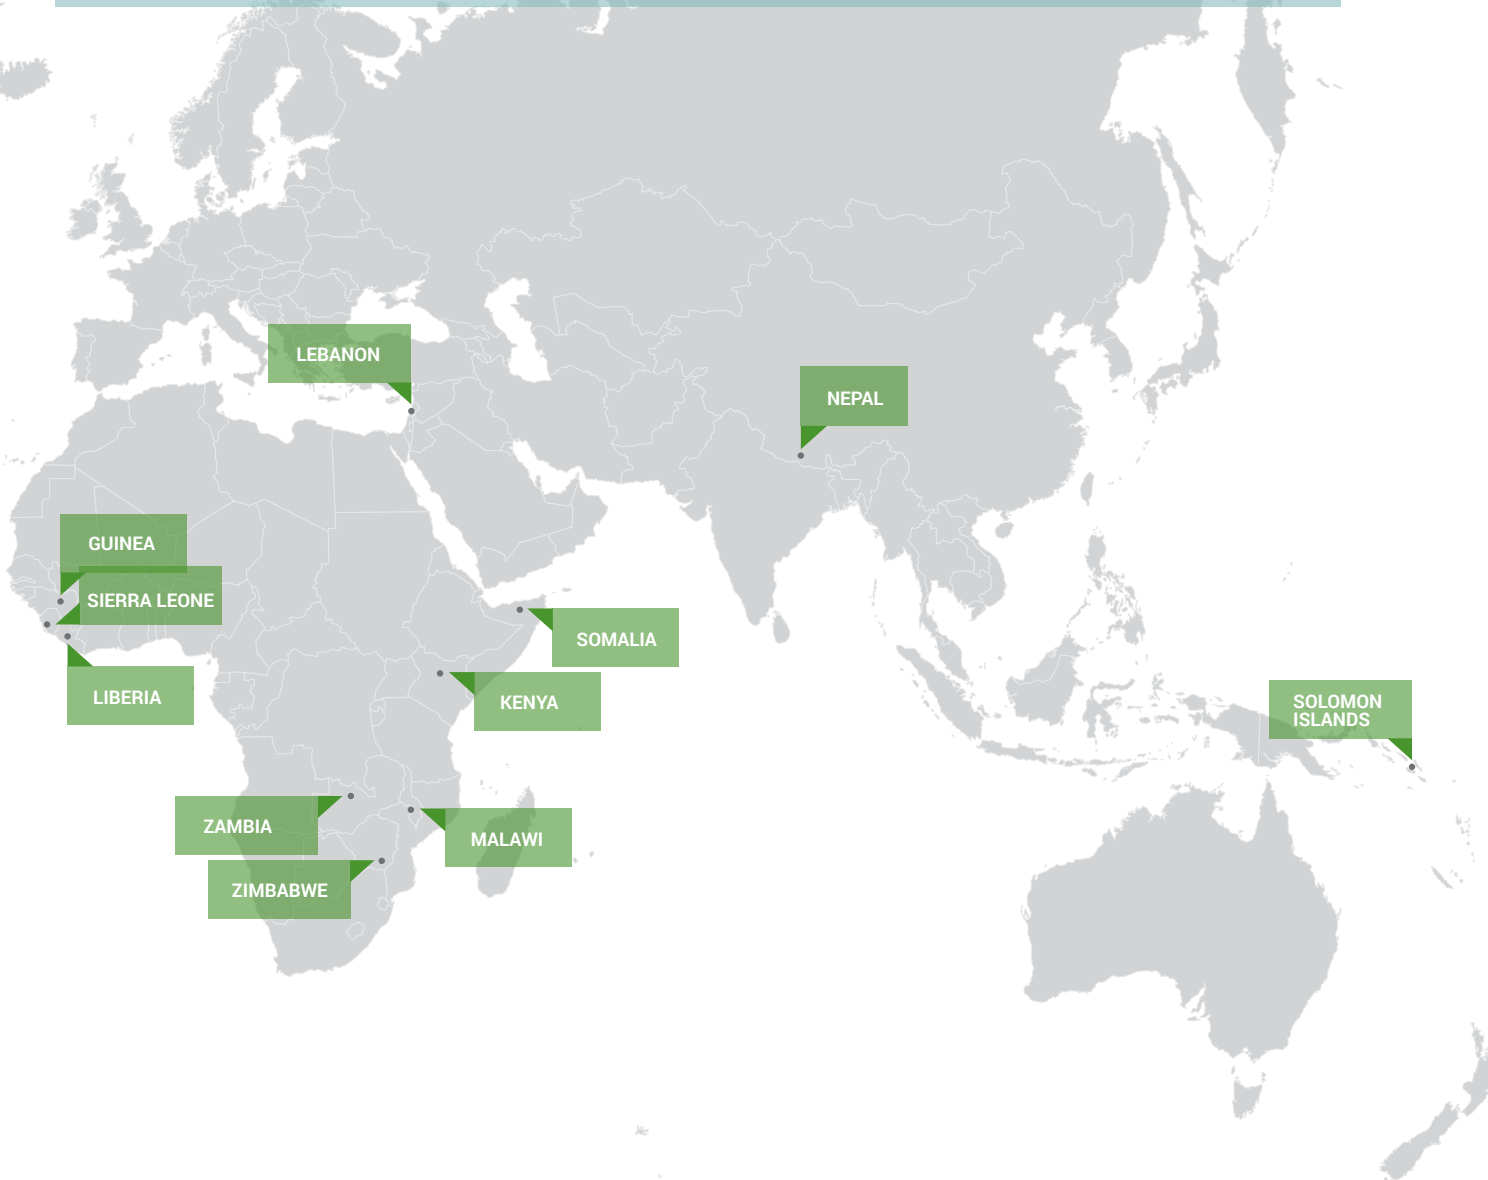 LEBANON
NEPAL
GUINEA
SIERRA LEONE
SOMALIA
LIBERIA
KENYA
SOLOMON
ISLANDS
ZAMBIA
MALAWI
ZIMBABWE